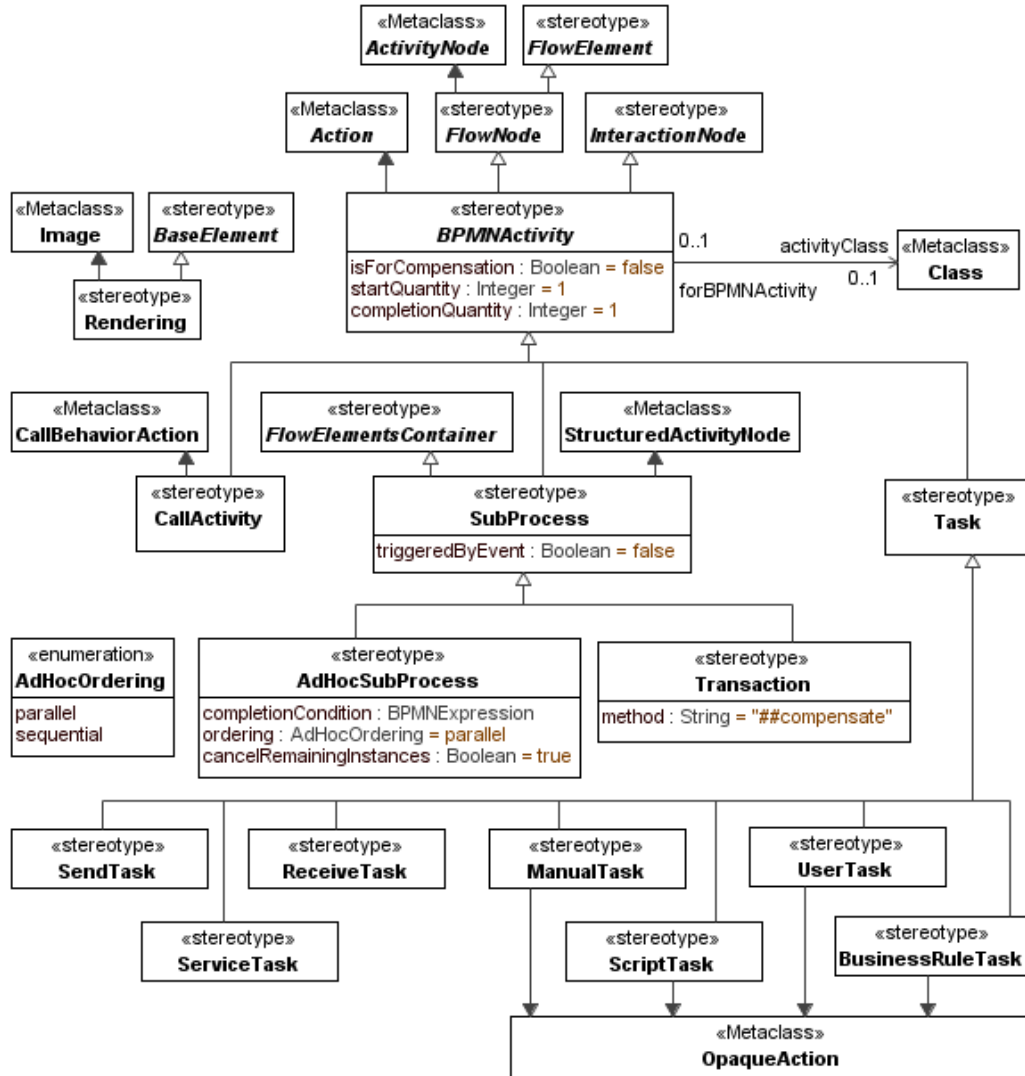 «Metaclass»
ActivityNode
«stereotype»
FlowElement
«Metaclass»
Action
«stereotype»
FlowNode
«stereotype»
InteractionNode
«Metaclass»
Image
«stereotype»
BaseElement
«stereotype»
Rendering
«stereotype»
BPMNActivity
isForCompensation : Boolean = false
startQuantity : Integer = 1
completionQuantity : Integer = 1
0..1
activityClass
forBPMNActivity
0..1
«Metaclass»
Class
«Metaclass»
CallBehaviorAction
«stereotype»
FlowElementsContainer
«Metaclass»
StructuredActivityNode
«stereotype»
CallActivity
«stereotype»
SubProcess
triggeredByEvent : Boolean = false
«stereotype»
Task
«enumeration»
AdHocOrdering
parallel
sequential
«stereotype»
AdHocSubProcess
completionCondition : BPMNExpression
ordering : AdHocOrdering = parallel
cancelRemainingInstances : Boolean = true
«stereotype»
Transaction
method : String = "##compensate"
«stereotype»
SendTask
«stereotype»
ReceiveTask
«stereotype»
ManualTask
«stereotype»
UserTask
«stereotype»
ServiceTask
«stereotype»
ScriptTask
«stereotype»
BusinessRuleTask
«Metaclass»
OpaqueAction